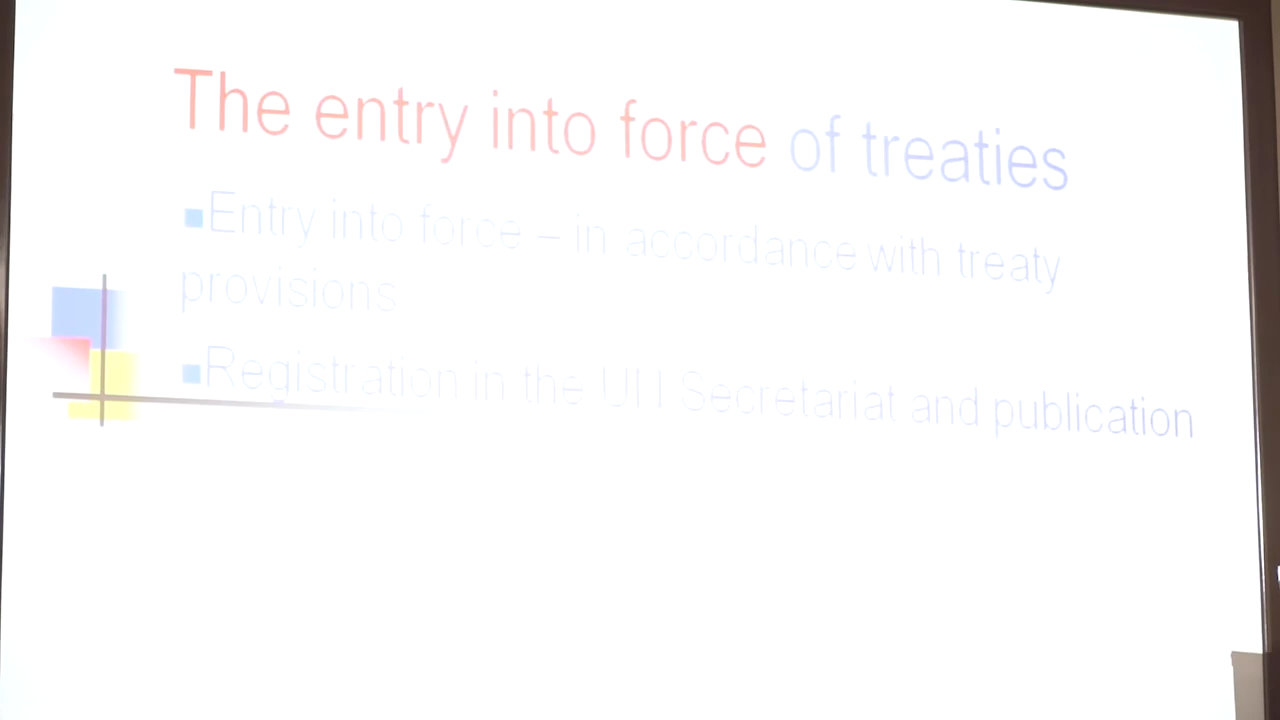 The entry into force of treaties
Entry into force – in accordance with treaty
provisions
Registration in the UN Secretariat and publication